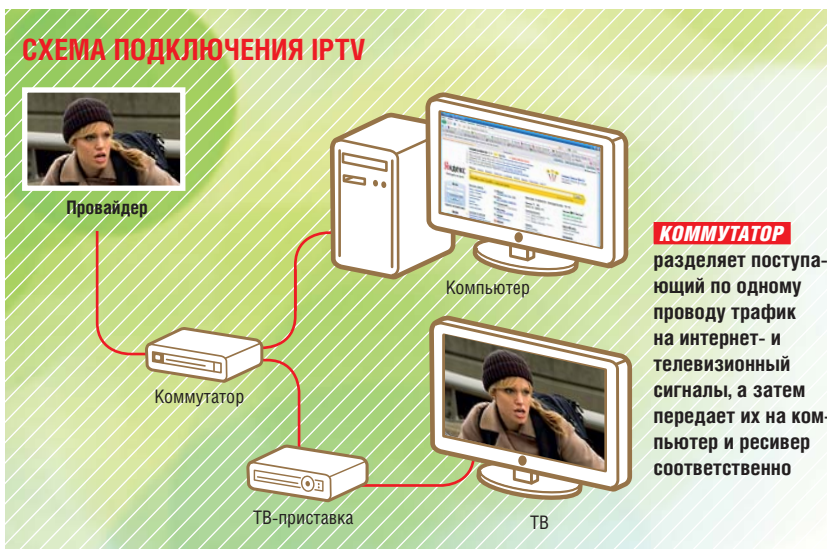 СХЕМА ПОДКЛЮЧЕНИЯ IPTV
Провайдер
Яндекс
Компьютер
КОММУТАТОР
разделяет поступа-
ющий по одному
проводу трафик
на интернет- и
телевизионный
сигналы, а затем
передает их на ком-
пьютер и ресивер
соответственно
Коммутатор
ТВ-приставка
ТВ